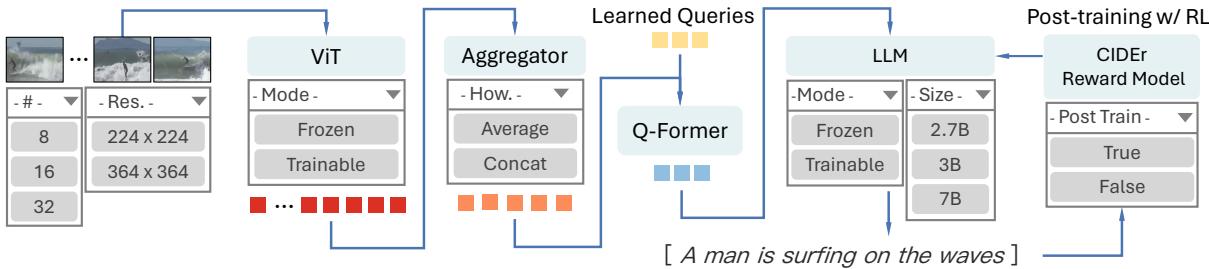 ...
- # -
8
16
32
- Res. -
224 x 224
364 x 364
ViT
- Mode -
Frozen
Trainable
...
Aggregator
- How. -
Average
Concat
Learned Queries
Q-Former
LLM
- Mode -
Frozen
Trainable
- Size -
2.7B
3B
7B
Post-training w/ RL
CIDEr
Reward Model
- Post Train -
True
False
[ A man is surfing on the waves ]